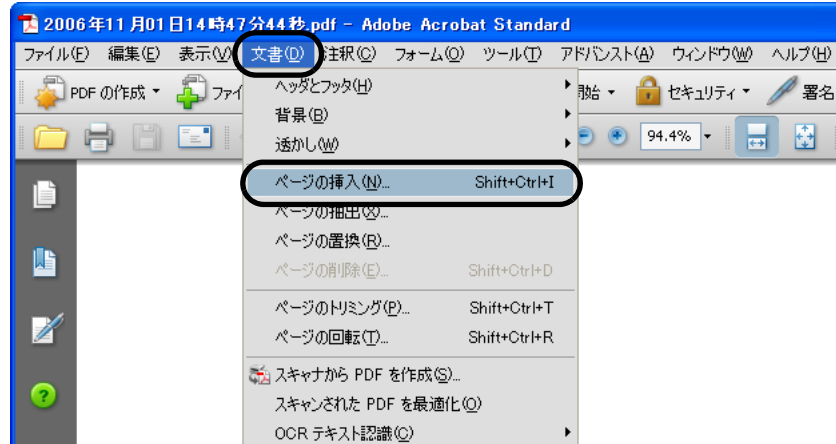 2006年11月01日14時47分44秒.pdf - Adobe Acrobat Standard
ファイル(F) 編集(E) 表示(V) 文書(D) 注釈(C) フォーム(O) ツール(T) アドバンスト(A) ウィンドウ(W) ヘルプ(H)
PDF の作成 ファイ 開始 セキュリティ 署名
94.4%
ヘッダとフッタ(H)
背景(B)
透かし(W)
ページの挿入(N)... Shift+Ctrl+I
ページの抽出(X)...
ページの置換(R)...
ページの削除(E)... Shift+Ctrl+D
ページのトリミング(P)... Shift+Ctrl+T
ページの回転(T)... Shift+Ctrl+R
スキャナから PDF を作成(S)...
スキャンされた PDF を最適化(O)
OCR テキスト認識(C)